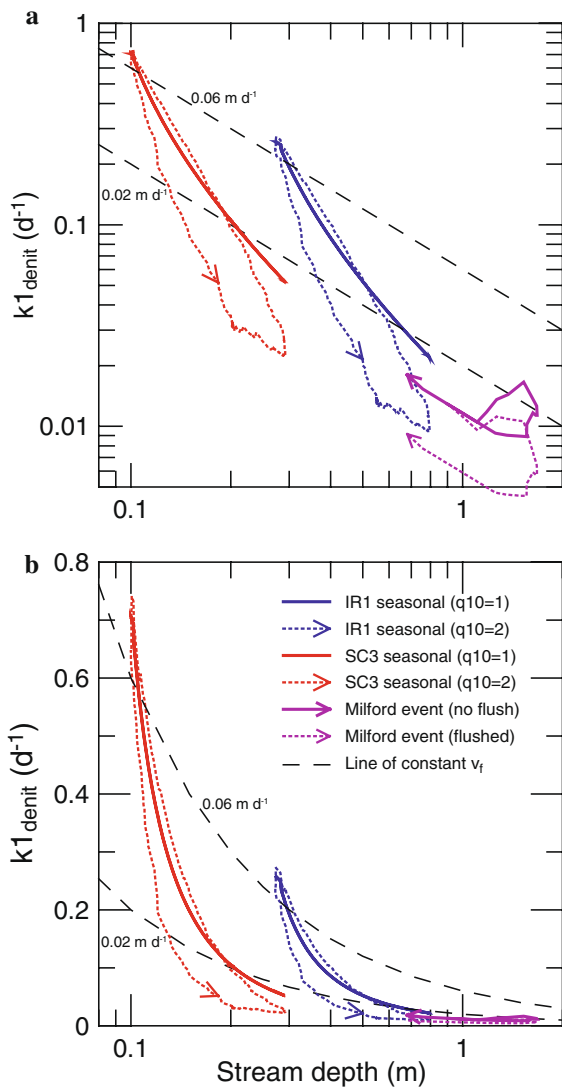 a
1
0.06 m d-1
0.02 m d-1
0.1
0.01
k1denit (d-1)
0.1
1
b
0.8
IR1 seasonal (q10=1)
IR1 seasonal (q10=2)
SC3 seasonal (q10=1)
SC3 seasonal (q10=2)
Milford event (no flush)
Milford event (flushed)
Line of constant vf
0.6
0.4
0.06 m d-1
0.2
0.02 m d-1
0
k1denit (d-1)
0.1
1
Stream depth (m)